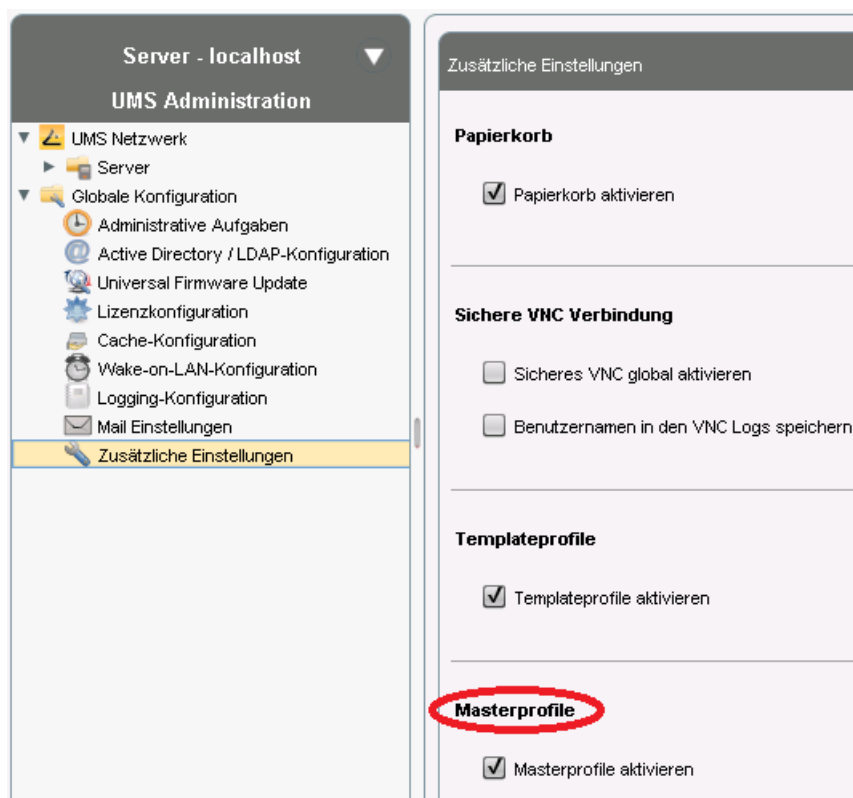 Server - localhost
UMS Administration
UMS Netzwerk
Server
Globale Konfiguration
Administrative Aufgaben
Active Directory / LDAP-Konfiguration
Universal Firmware Update
Lizenzkonfiguration
Cache-Konfiguration
Wake-on-LAN-Konfiguration
Logging-Konfiguration
Mail Einstellungen
Zusätzliche Einstellungen
Zusätzliche Einstellungen
Papierkorb
Papierkorb aktivieren
Sichere VNC Verbindung
Sicheres VNC global aktivieren
Benutzernamen in den VNC Logs speichern
Templateprofile
Templateprofile aktivieren
Masterprofile
Masterprofile aktivieren